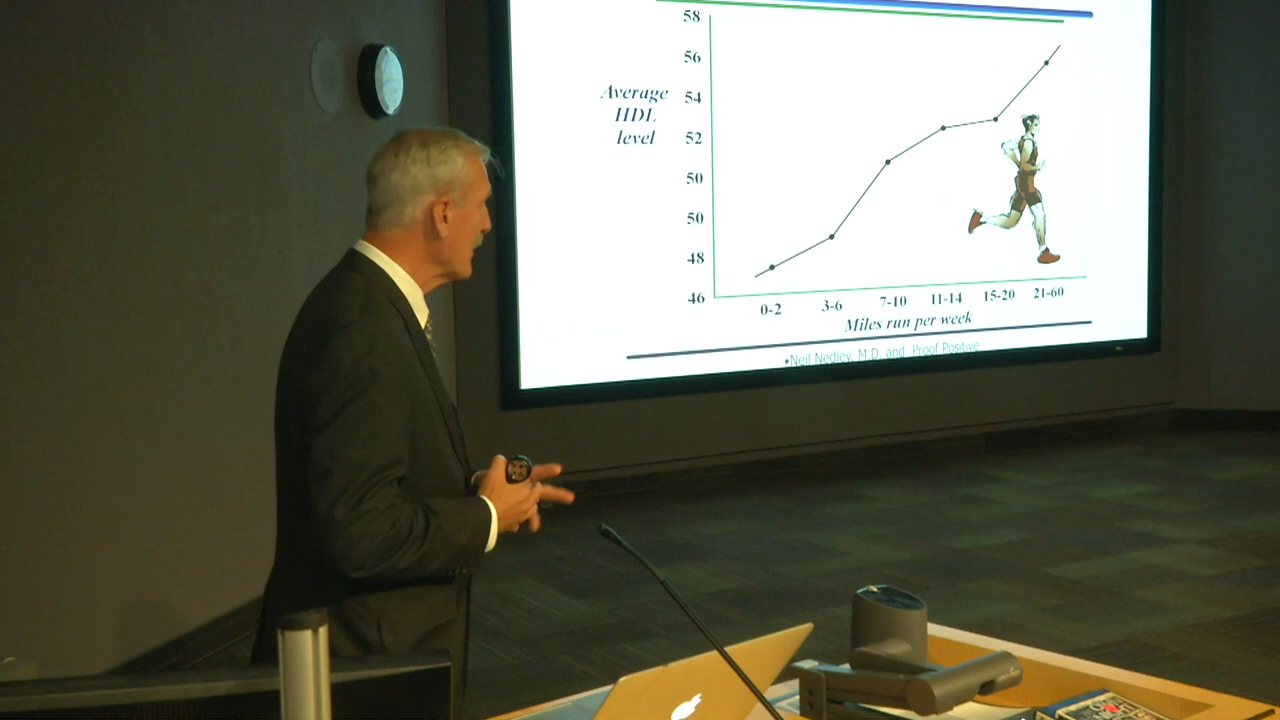 58
56
54
52
50
50
48
46
Average
HDL
level
0-2 3-6 7-10 11-14 15-20 21-60
Miles run per week
•Neil Nedley, M.D. and Proof Positive